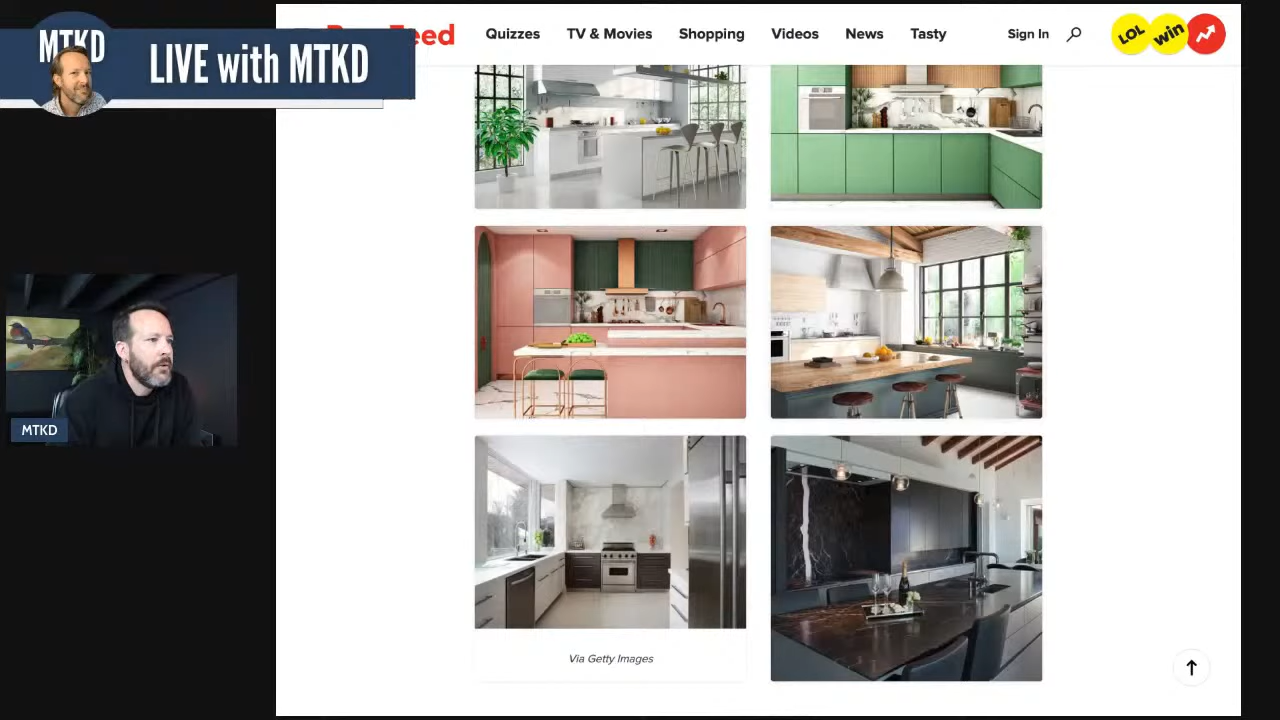 MTKD
LIVE with MTKD
Quizzes
TV & Movies
Shopping
Videos
News
Tasty
Sign In
LOL
win
MTKD
Via Getty Images